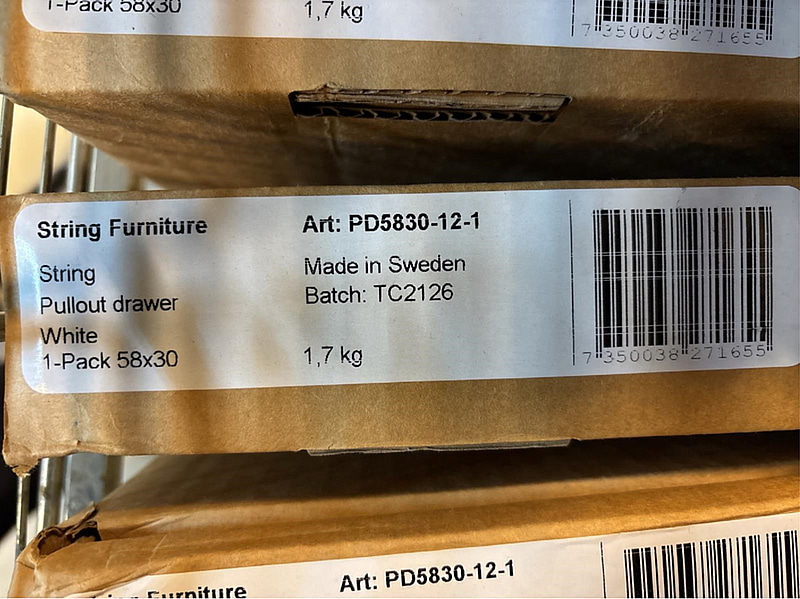 1-Pack 58x30
1,7 kg
7 350038 271655
String Furniture
Art: PD5830-12-1
String
Made in Sweden
Pullout drawer
Batch: TC2126
White
1-Pack 58x30
1,7 kg
7 350038 271655
Furniture
Art: PD5830-12-1